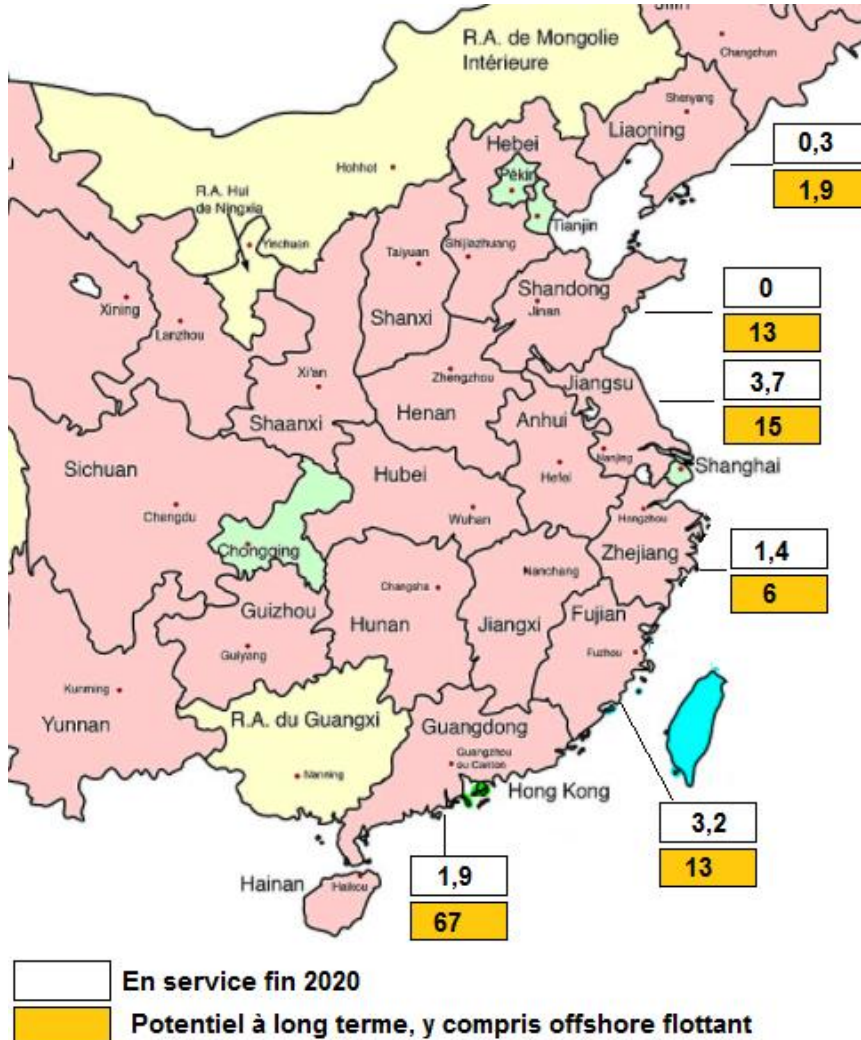 Jilin
R.A. de Mongolie
Intérieure
Changchun
Shenyang
Liaoning
0,3
1,9
Hebei
Pékin
Hohhot
R.A. Hui
de Ningxia
Tianjin
Yinchuan
Taiyuan
Shijiazhuang
Shandong
Jinan
0
13
Xining
Lanzhou
Shanxi
Xi'an
Zhengzhou
Jiangsu
3,7
15
Shaanxi
Henan
Anhui
Nanjing
Shanghai
Sichuan
Hubei
Hefei
Chengdu
Wuhan
Hangzhou
Zhejiang
1,4
6
Chongqing
Changsha
Nanchang
Guizhou
Hunan
Jiangxi
Fujian
Guiyang
Fuzhou
Kunming
Yunnan
R.A. du Guangxi
Guangdong
Guangzhou
ou Canton
Nanning
Hong Kong
3,2
13
Hainan
Haikou
1,9
67
En service fin 2020
Potentiel à long terme, y compris offshore flottant